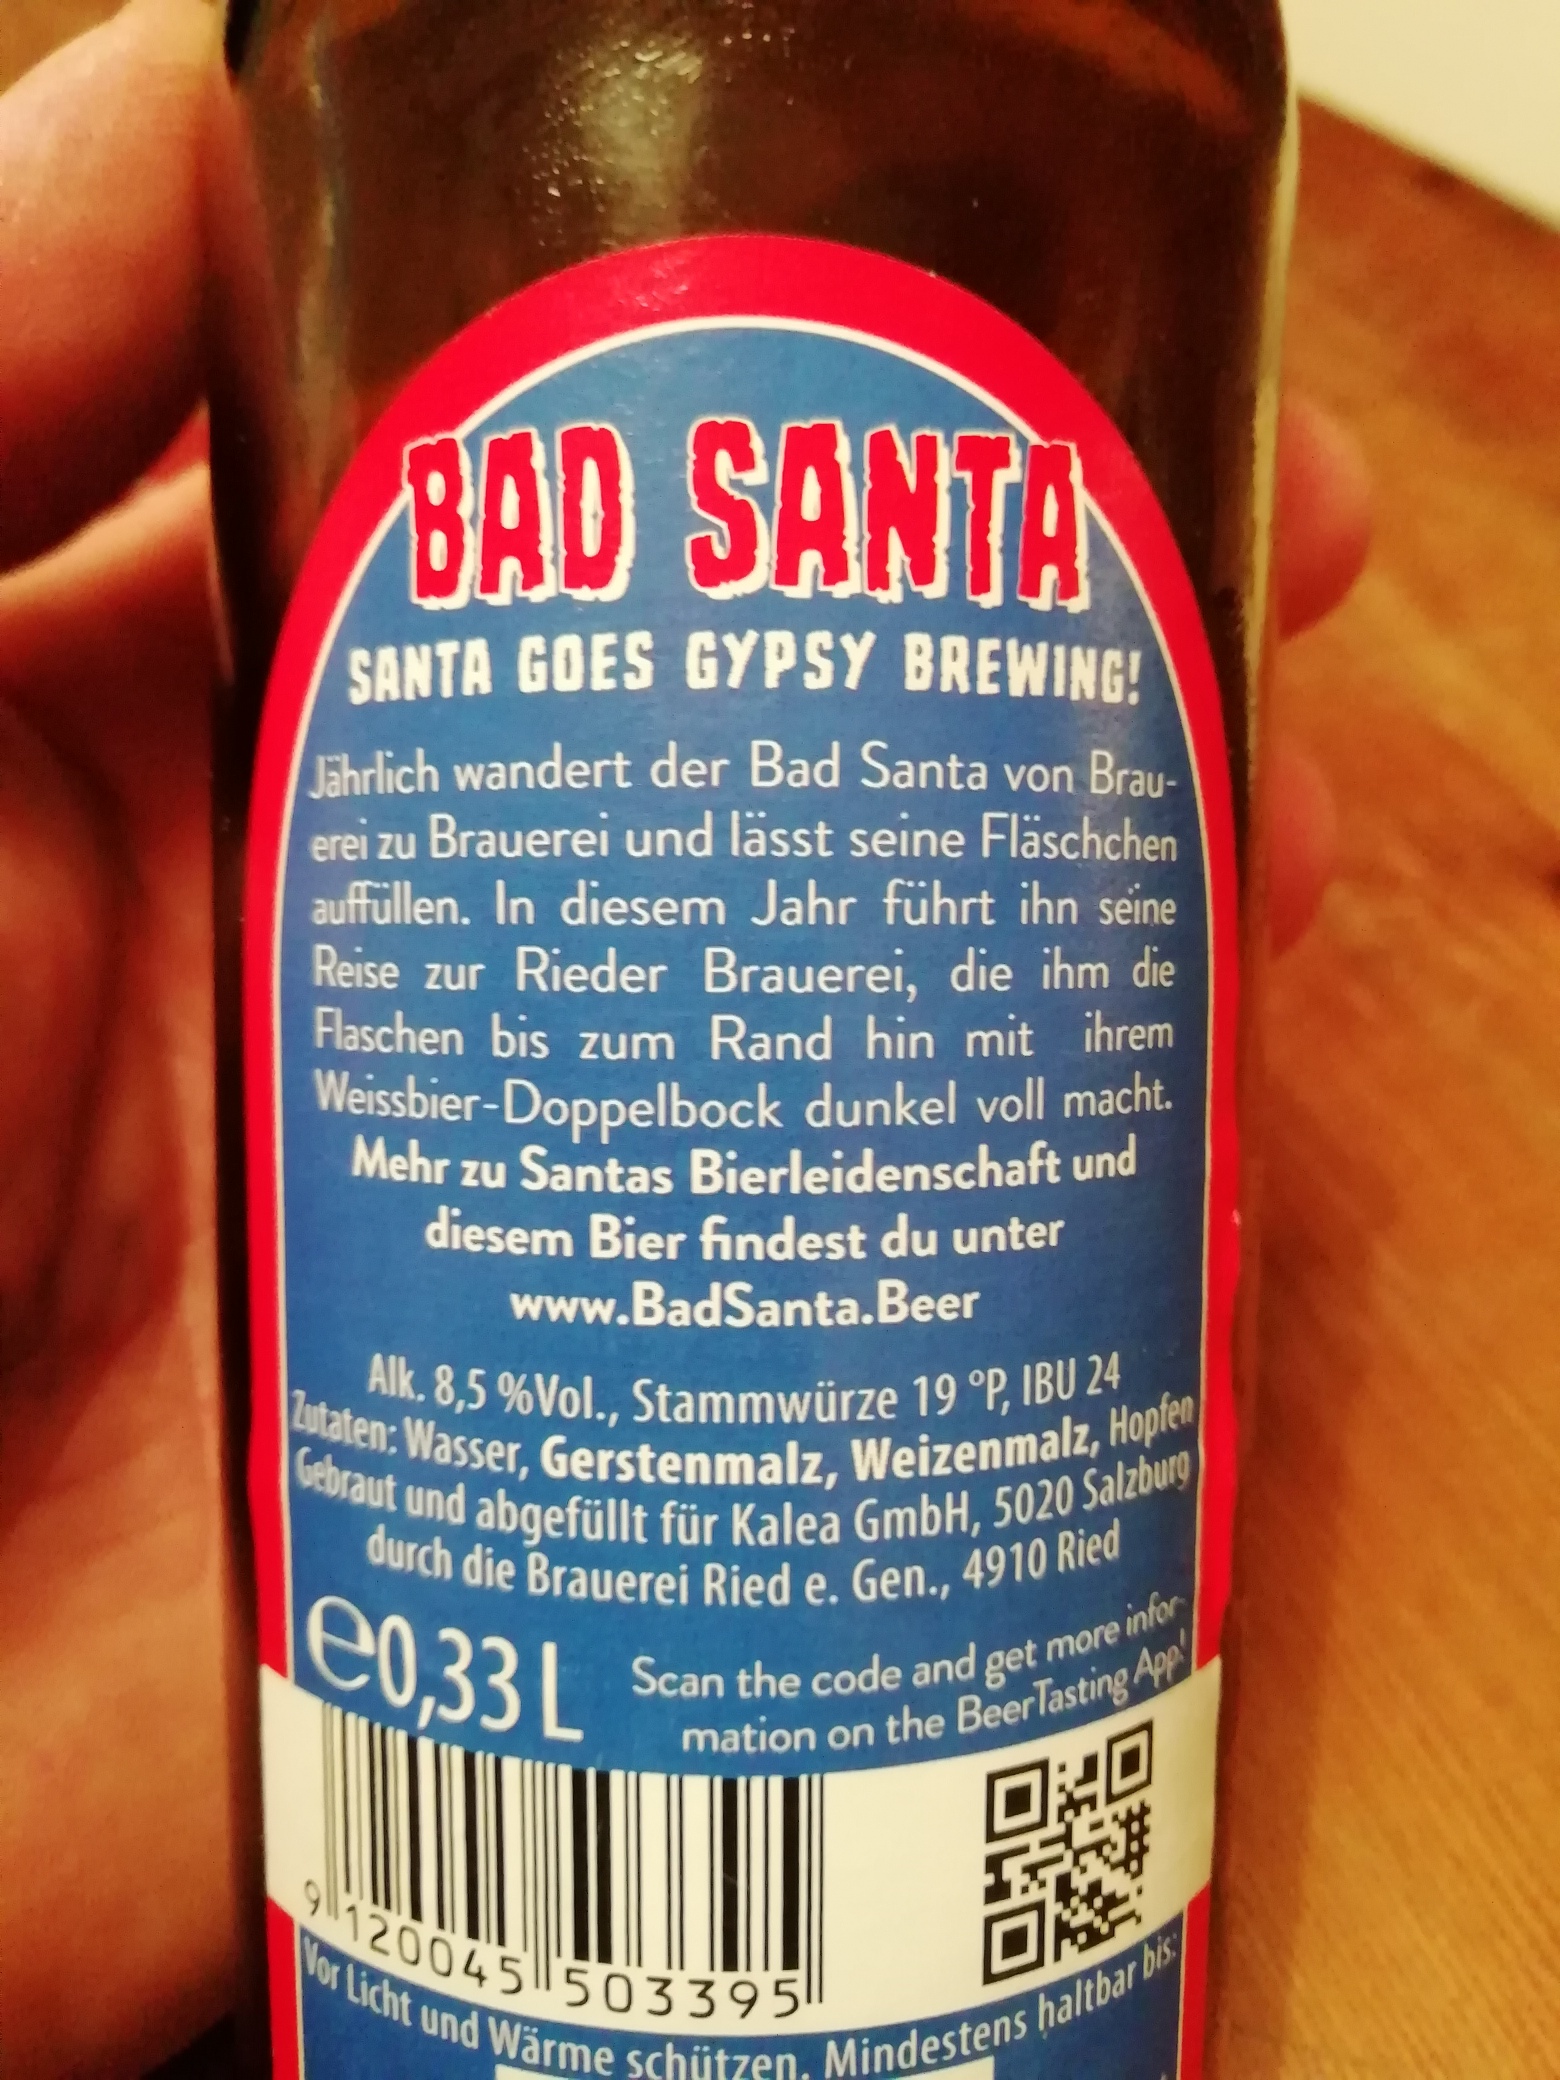 BAD SANTA
SANTA GOES GYPSY BREWING!
Jährlich wandert der Bad Santa von Brau-
erei zu Brauerei und lässt seine Fläschchen
auffüllen. In diesem Jahr führt ihn seine
Reise zur Rieder Brauerei, die ihm die
Flaschen bis zum Rand hin mit ihrem
Weissbier-Doppelbock dunkel voll macht.
Mehr zu Santas Bierleidenschaft und
diesem Bier findest du unter
www.BadSanta.Beer
Alk. 8,5 %Vol., Stammwürze 19 °P, IBU 24
Zutaten: Wasser, Gerstenmalz, Weizenmalz, Hopfen
Gebraut und abgefüllt für Kalea GmbH, 5020 Salzburg
durch die Brauerei Ried e. Gen., 4910 Ried
℮0,33 L
Scan the code and get more infor-
mation on the BeerTasting App!
9 120045 503395
Vor Licht und Wärme schützen. Mindestens haltbar bis: